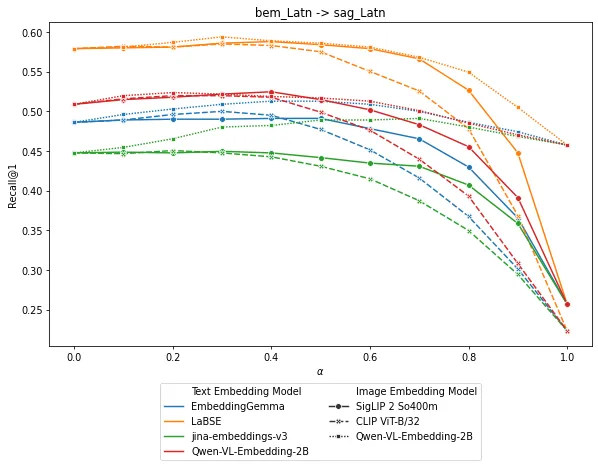 bem_Latn -> sag_Latn
Recall@1
0.60
0.55
0.50
0.45
0.40
0.35
0.30
0.25
0.0 0.2 0.4 0.6 0.8 1.0
α
Text Embedding Model Image Embedding Model
EmbeddingGemma SigLIP 2 So400m
LaBSE CLIP ViT-B/32
jina-embeddings-v3 Qwen-VL-Embedding-2B
Qwen-VL-Embedding-2B